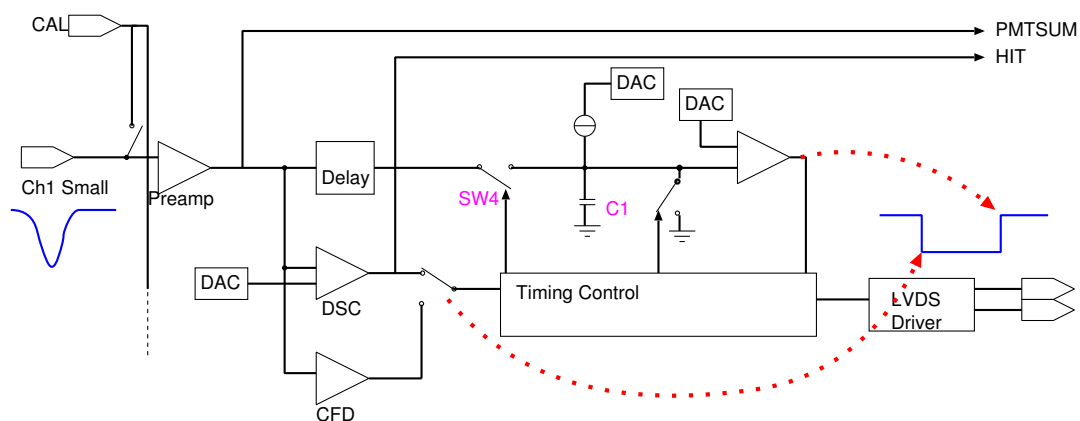 CAL
PMTSUM
HIT
DAC
DAC
Ch1 Small
Preamp
Delay
SW4
C1
DAC
DSC
Timing Control
LVDS
Driver
CFD